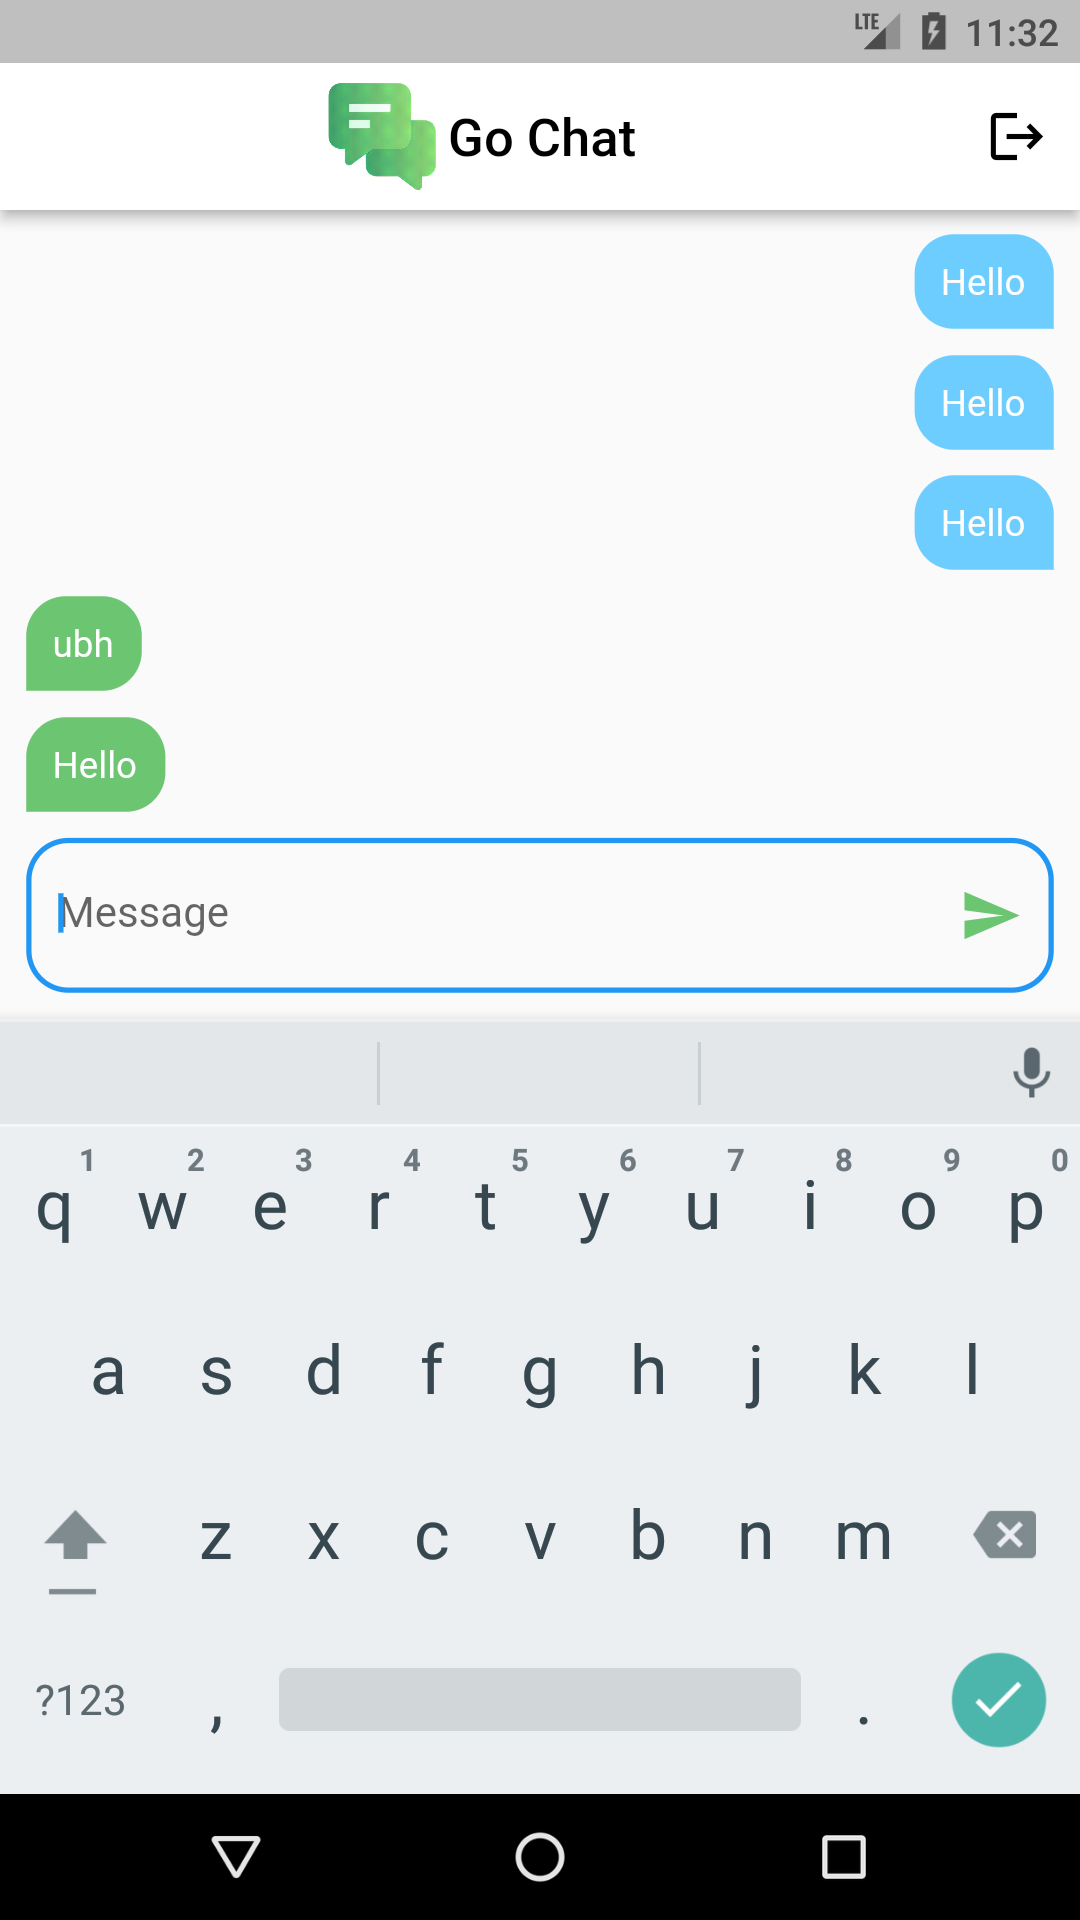 LTE 11:32
Go Chat
Hello
Hello
Hello
ubh
Hello
Message
1 2 3 4 5 6 7 8 9 0
q w e r t y u i o p
a s d f g h j k l
z x c v b n m
?123 , .